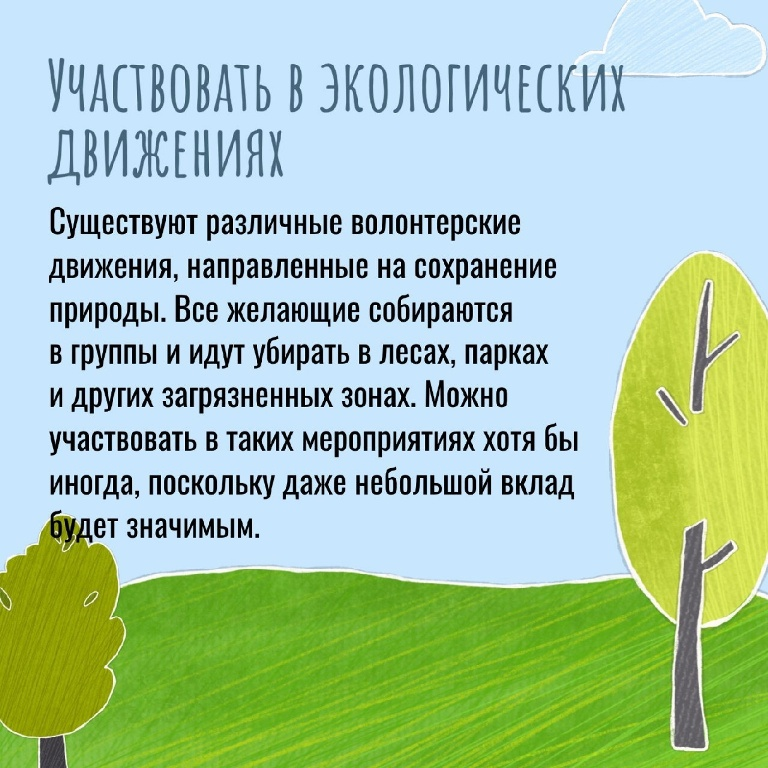 Участвовать в экологических
движениях
Существуют различные волонтерские
движения, направленные на сохранение
природы. Все желающие собираются
в группы и идут убирать в лесах, парках
и других загрязненных зонах. Можно
участвовать в таких мероприятиях хотя бы
иногда, поскольку даже небольшой вклад
будет значимым.